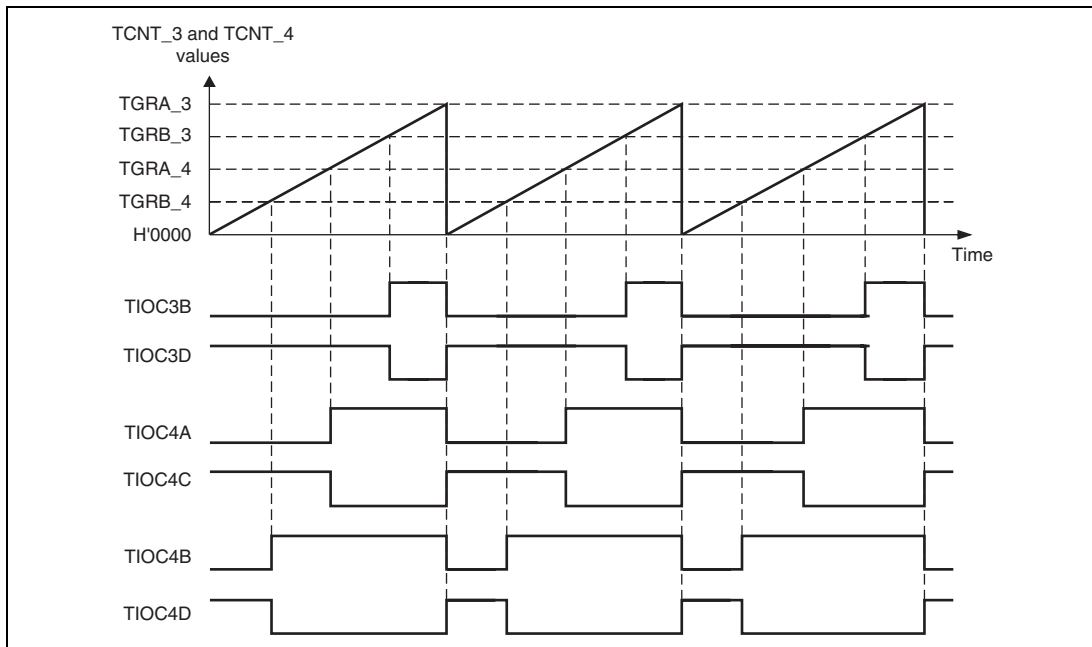 TCNT_3 and TCNT_4
values
TGRA_3
TGRB_3
TGRA_4
TGRB_4
H'0000
Time
TIOC3B
TIOC3D
TIOC4A
TIOC4C
TIOC4B
TIOC4D